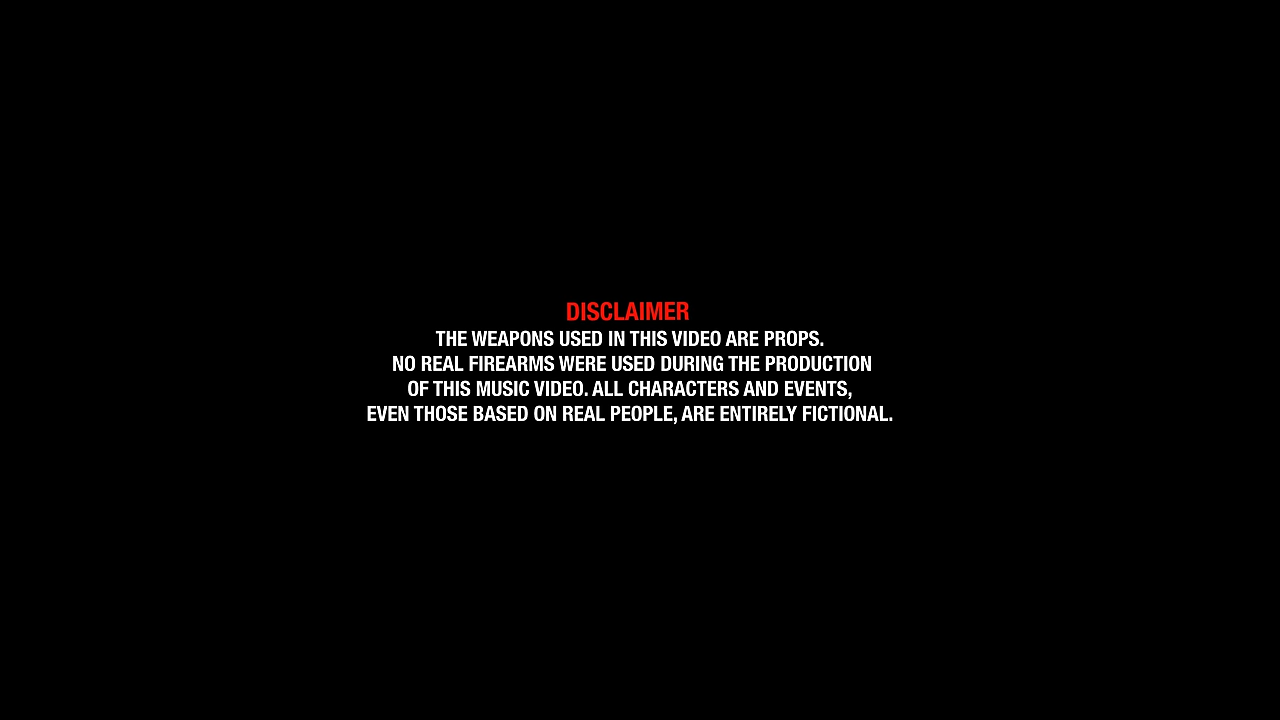 DISCLAIMER
THE WEAPONS USED IN THIS VIDEO ARE PROPS.
NO REAL FIREARMS WERE USED DURING THE PRODUCTION
OF THIS MUSIC VIDEO. ALL CHARACTERS AND EVENTS,
EVEN THOSE BASED ON REAL PEOPLE, ARE ENTIRELY FICTIONAL.